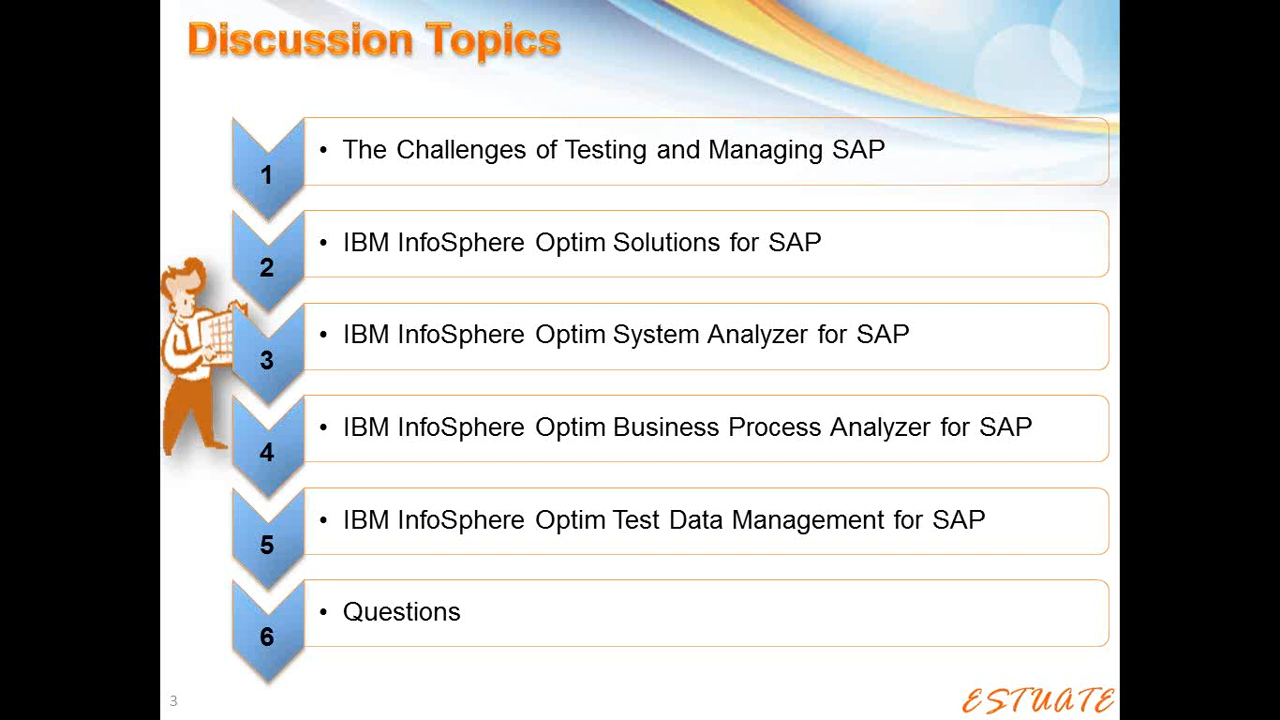 Discussion Topics
1
• The Challenges of Testing and Managing SAP
2
• IBM InfoSphere Optim Solutions for SAP
3
• IBM InfoSphere Optim System Analyzer for SAP
4
• IBM InfoSphere Optim Business Process Analyzer for SAP
5
• IBM InfoSphere Optim Test Data Management for SAP
6
• Questions
3
ESTUATE